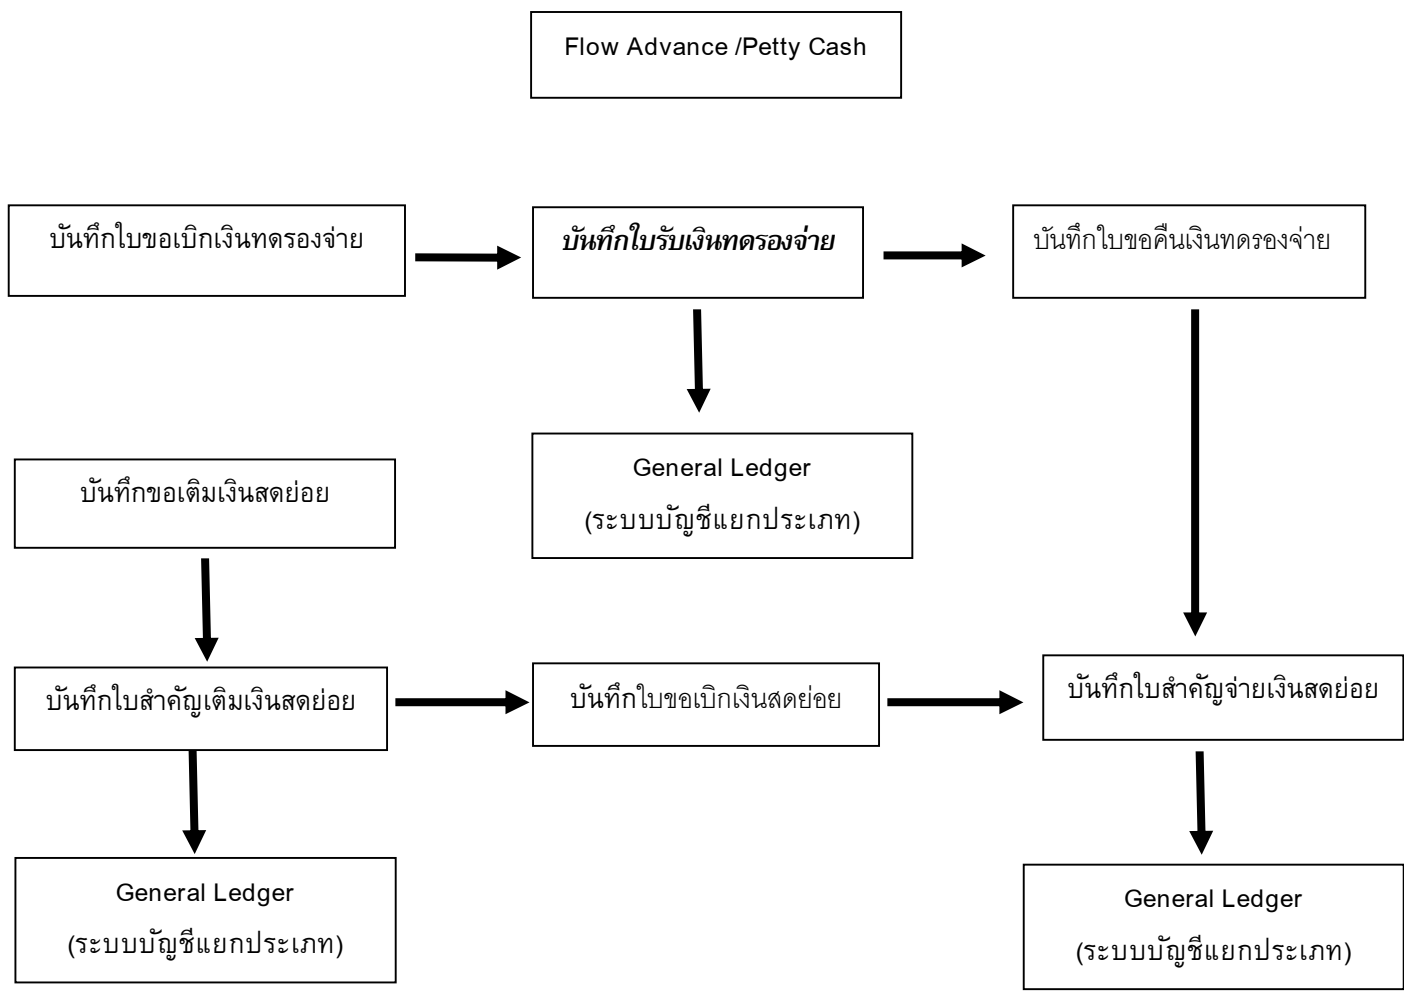 Flow Advance /Petty Cash
บันทึกใบขอเบิกเงินทดรองจ่าย
บันทึกใบรับเงินทดรองจ่าย
บันทึกใบขอคืนเงินทดรองจ่าย
General Ledger
(ระบบบัญชีแยกประเภท)
บันทึกขอเติมเงินสดย่อย
บันทึกใบสำคัญเติมเงินสดย่อย
บันทึกใบขอเบิกเงินสดย่อย
บันทึกใบสำคัญจ่ายเงินสดย่อย
General Ledger
(ระบบบัญชีแยกประเภท)
General Ledger
(ระบบบัญชีแยกประเภท)